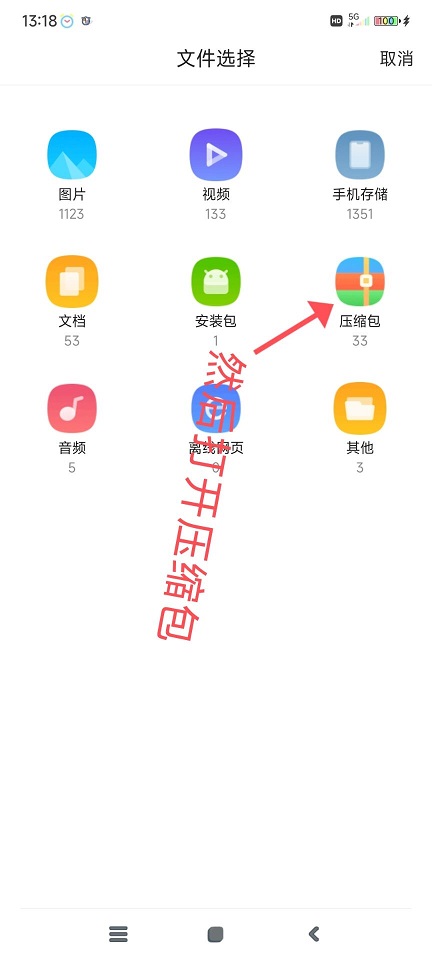 13:18
HD 5G 100
文件选择 取消
图片 视频 手机存储
1123 133 1351
文档 安装包 压缩包
53 1 33
音频 离线网页 其他
5 0 3
然后打开压缩包